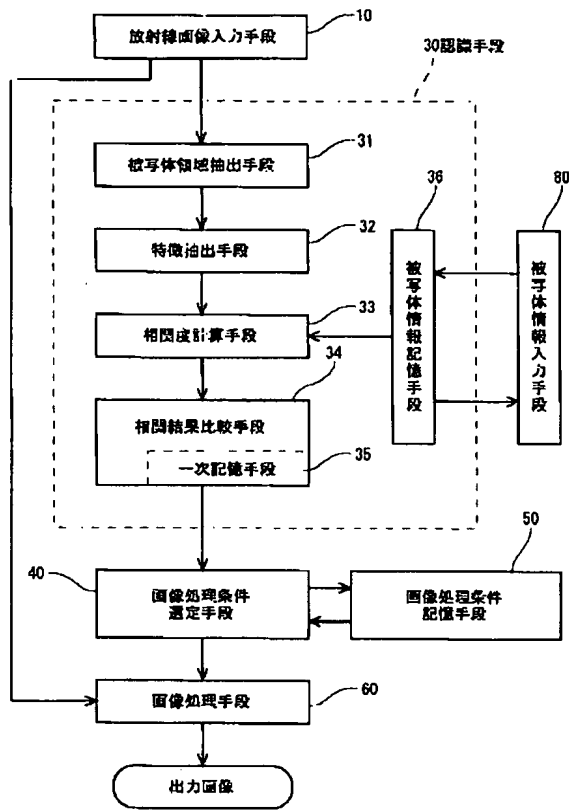 10
放射線画像入力手段
30認識手段
31
被写体領域抽出手段
32
特徴抽出手段
33
相関度計算手段
34
相関結果比較手段
35
一次記憶手段
36
被写体情報記憶手段
80
被写体情報入力手段
40
画像処理条件
選定手段
50
画像処理条件
記憶手段
画像処理手段
60
出力画像